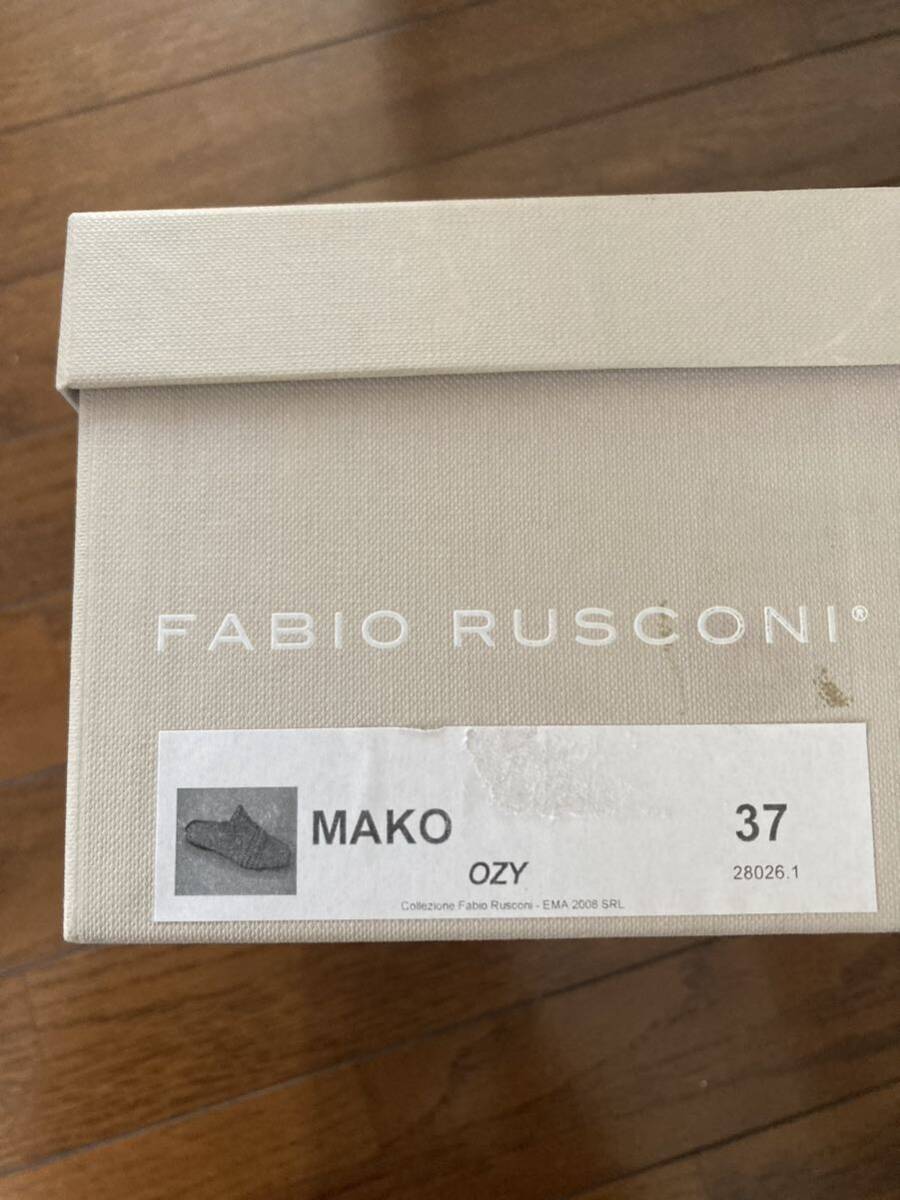 FABIO RUSCONI®
MAKO 37
OZY 28026.1
Collezione Fabio Rusconi - EMA 2008 SRL